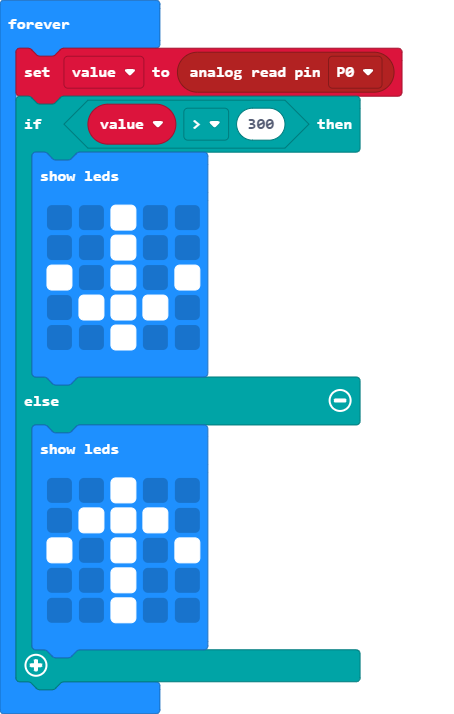 forever
set value to analog read pin P0
if value > 300 then
show leds
else
show leds